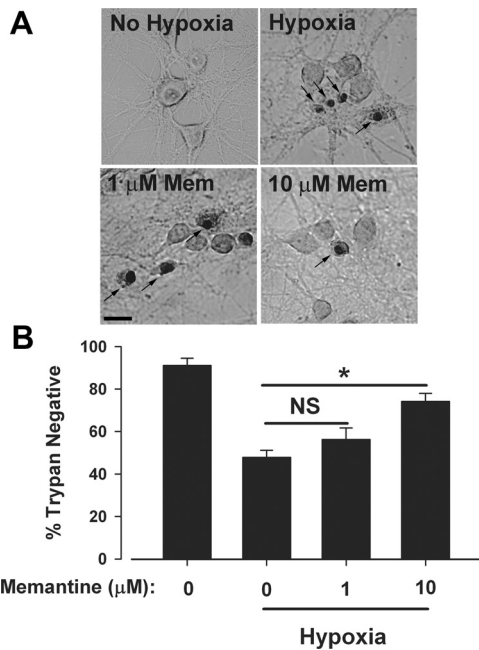 A
No Hypoxia
Hypoxia
1 μM Mem
10 μM Mem
B
100
80
60
40
20
0
% Trypan Negative
NS
*
Memantine (μM):
0
0
1
10
Hypoxia